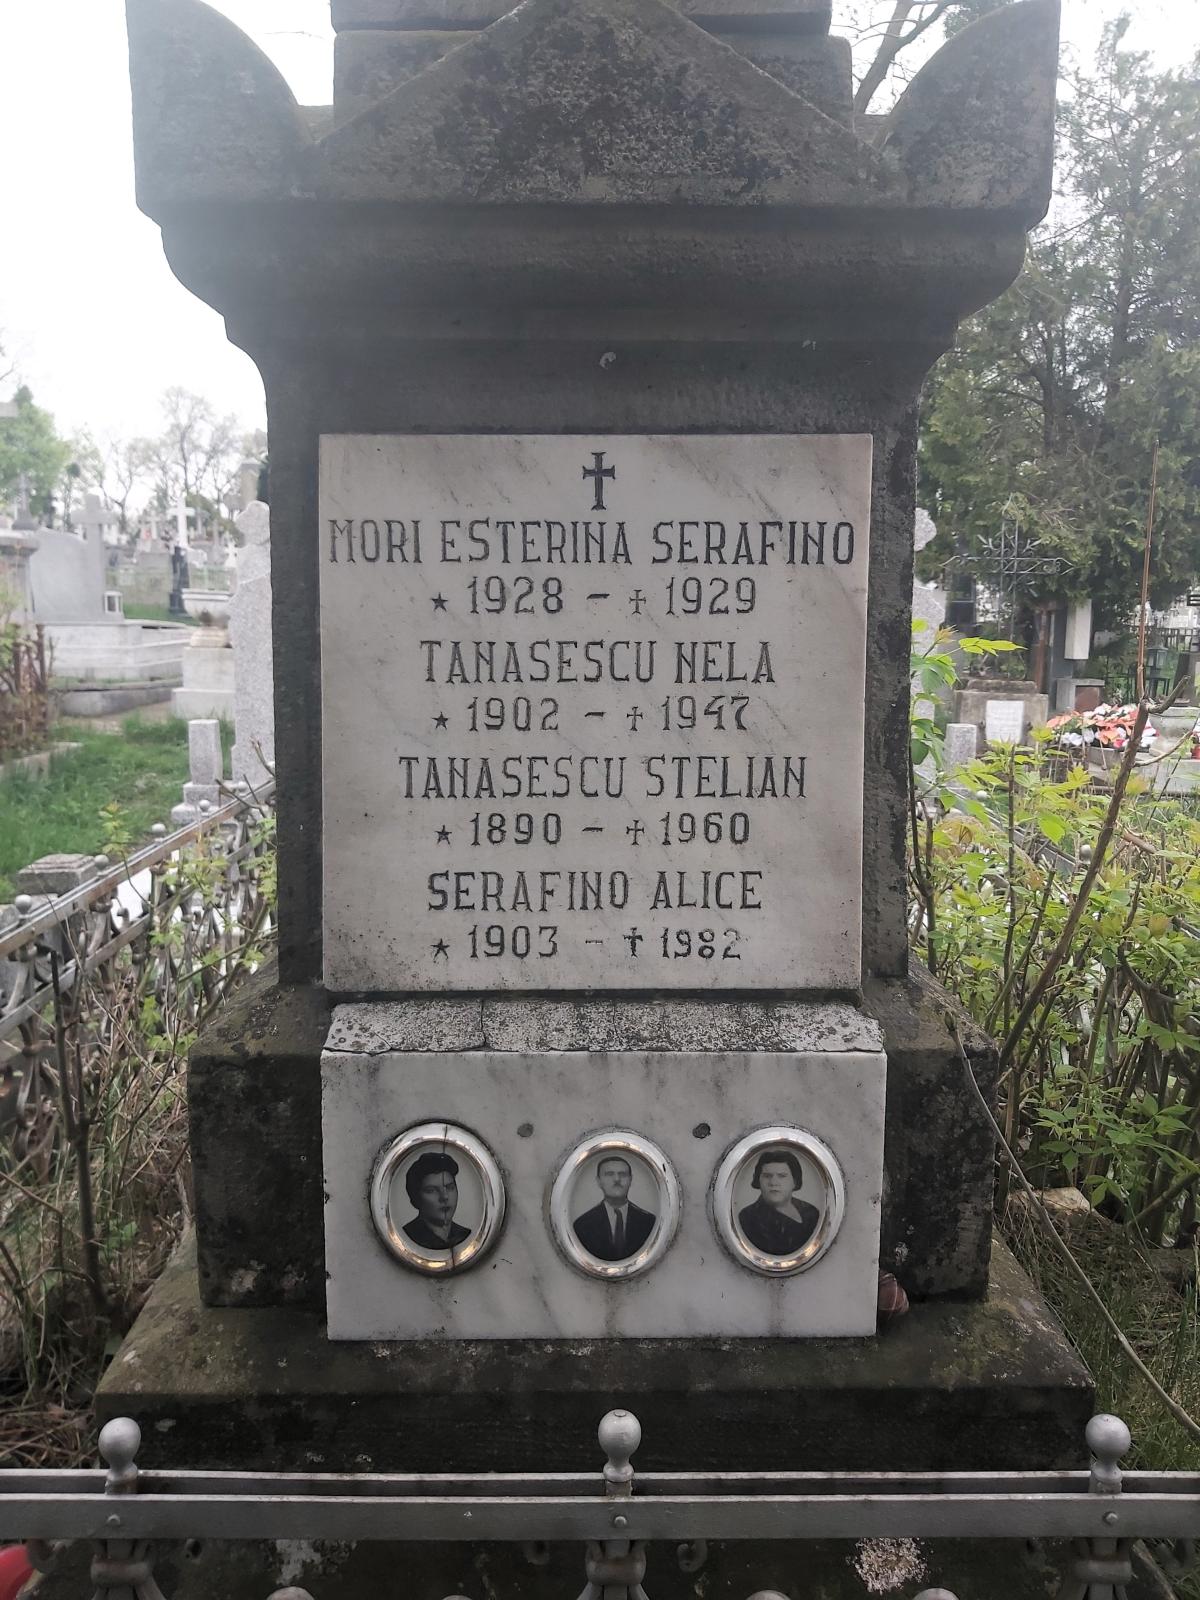 MORI ESTERINA SERAFINO
★ 1928 - ✝ 1929
TANASESCU NELA
★ 1902 - ✝ 1947
TANASESCU STELIAN
★ 1890 - ✝ 1960
SERAFINO ALICE
★ 1903 - ✝ 1982